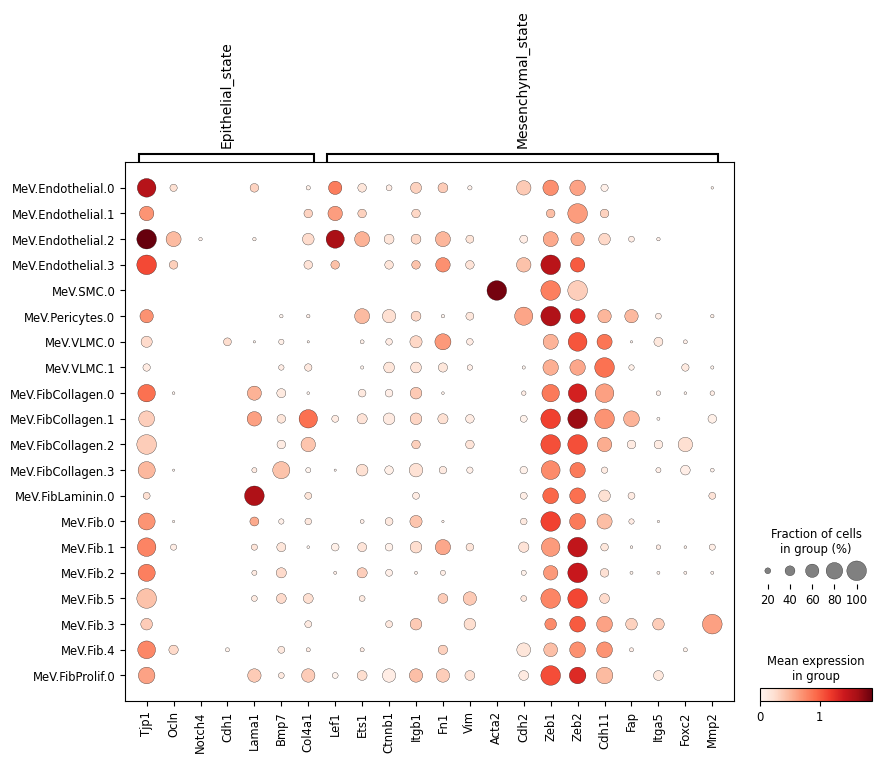 Epithelial_state
Mesenchymal_state
MeV.Endothelial.0
MeV.Endothelial.1
MeV.Endothelial.2
MeV.Endothelial.3
MeV.SMC.0
MeV.Pericytes.0
MeV.VLMC.0
MeV.VLMC.1
MeV.FibCollagen.0
MeV.FibCollagen.1
MeV.FibCollagen.2
MeV.FibCollagen.3
MeV.FibLaminin.0
MeV.Fib.0
MeV.Fib.1
MeV.Fib.2
MeV.Fib.5
MeV.Fib.3
MeV.Fib.4
MeV.FibProlif.0
Tjp1
Ocln
Notch4
Cdh1
Lama1
Bmp7
Col4a1
Lef1
Ets1
Ctnnb1
Itgb1
Fn1
Vim
Acta2
Cdh2
Zeb1
Zeb2
Cdh11
Fap
Itga5
Foxc2
Mmp2
Fraction of cells
in group (%)
20 40 60 80 100
Mean expression
in group
0 1